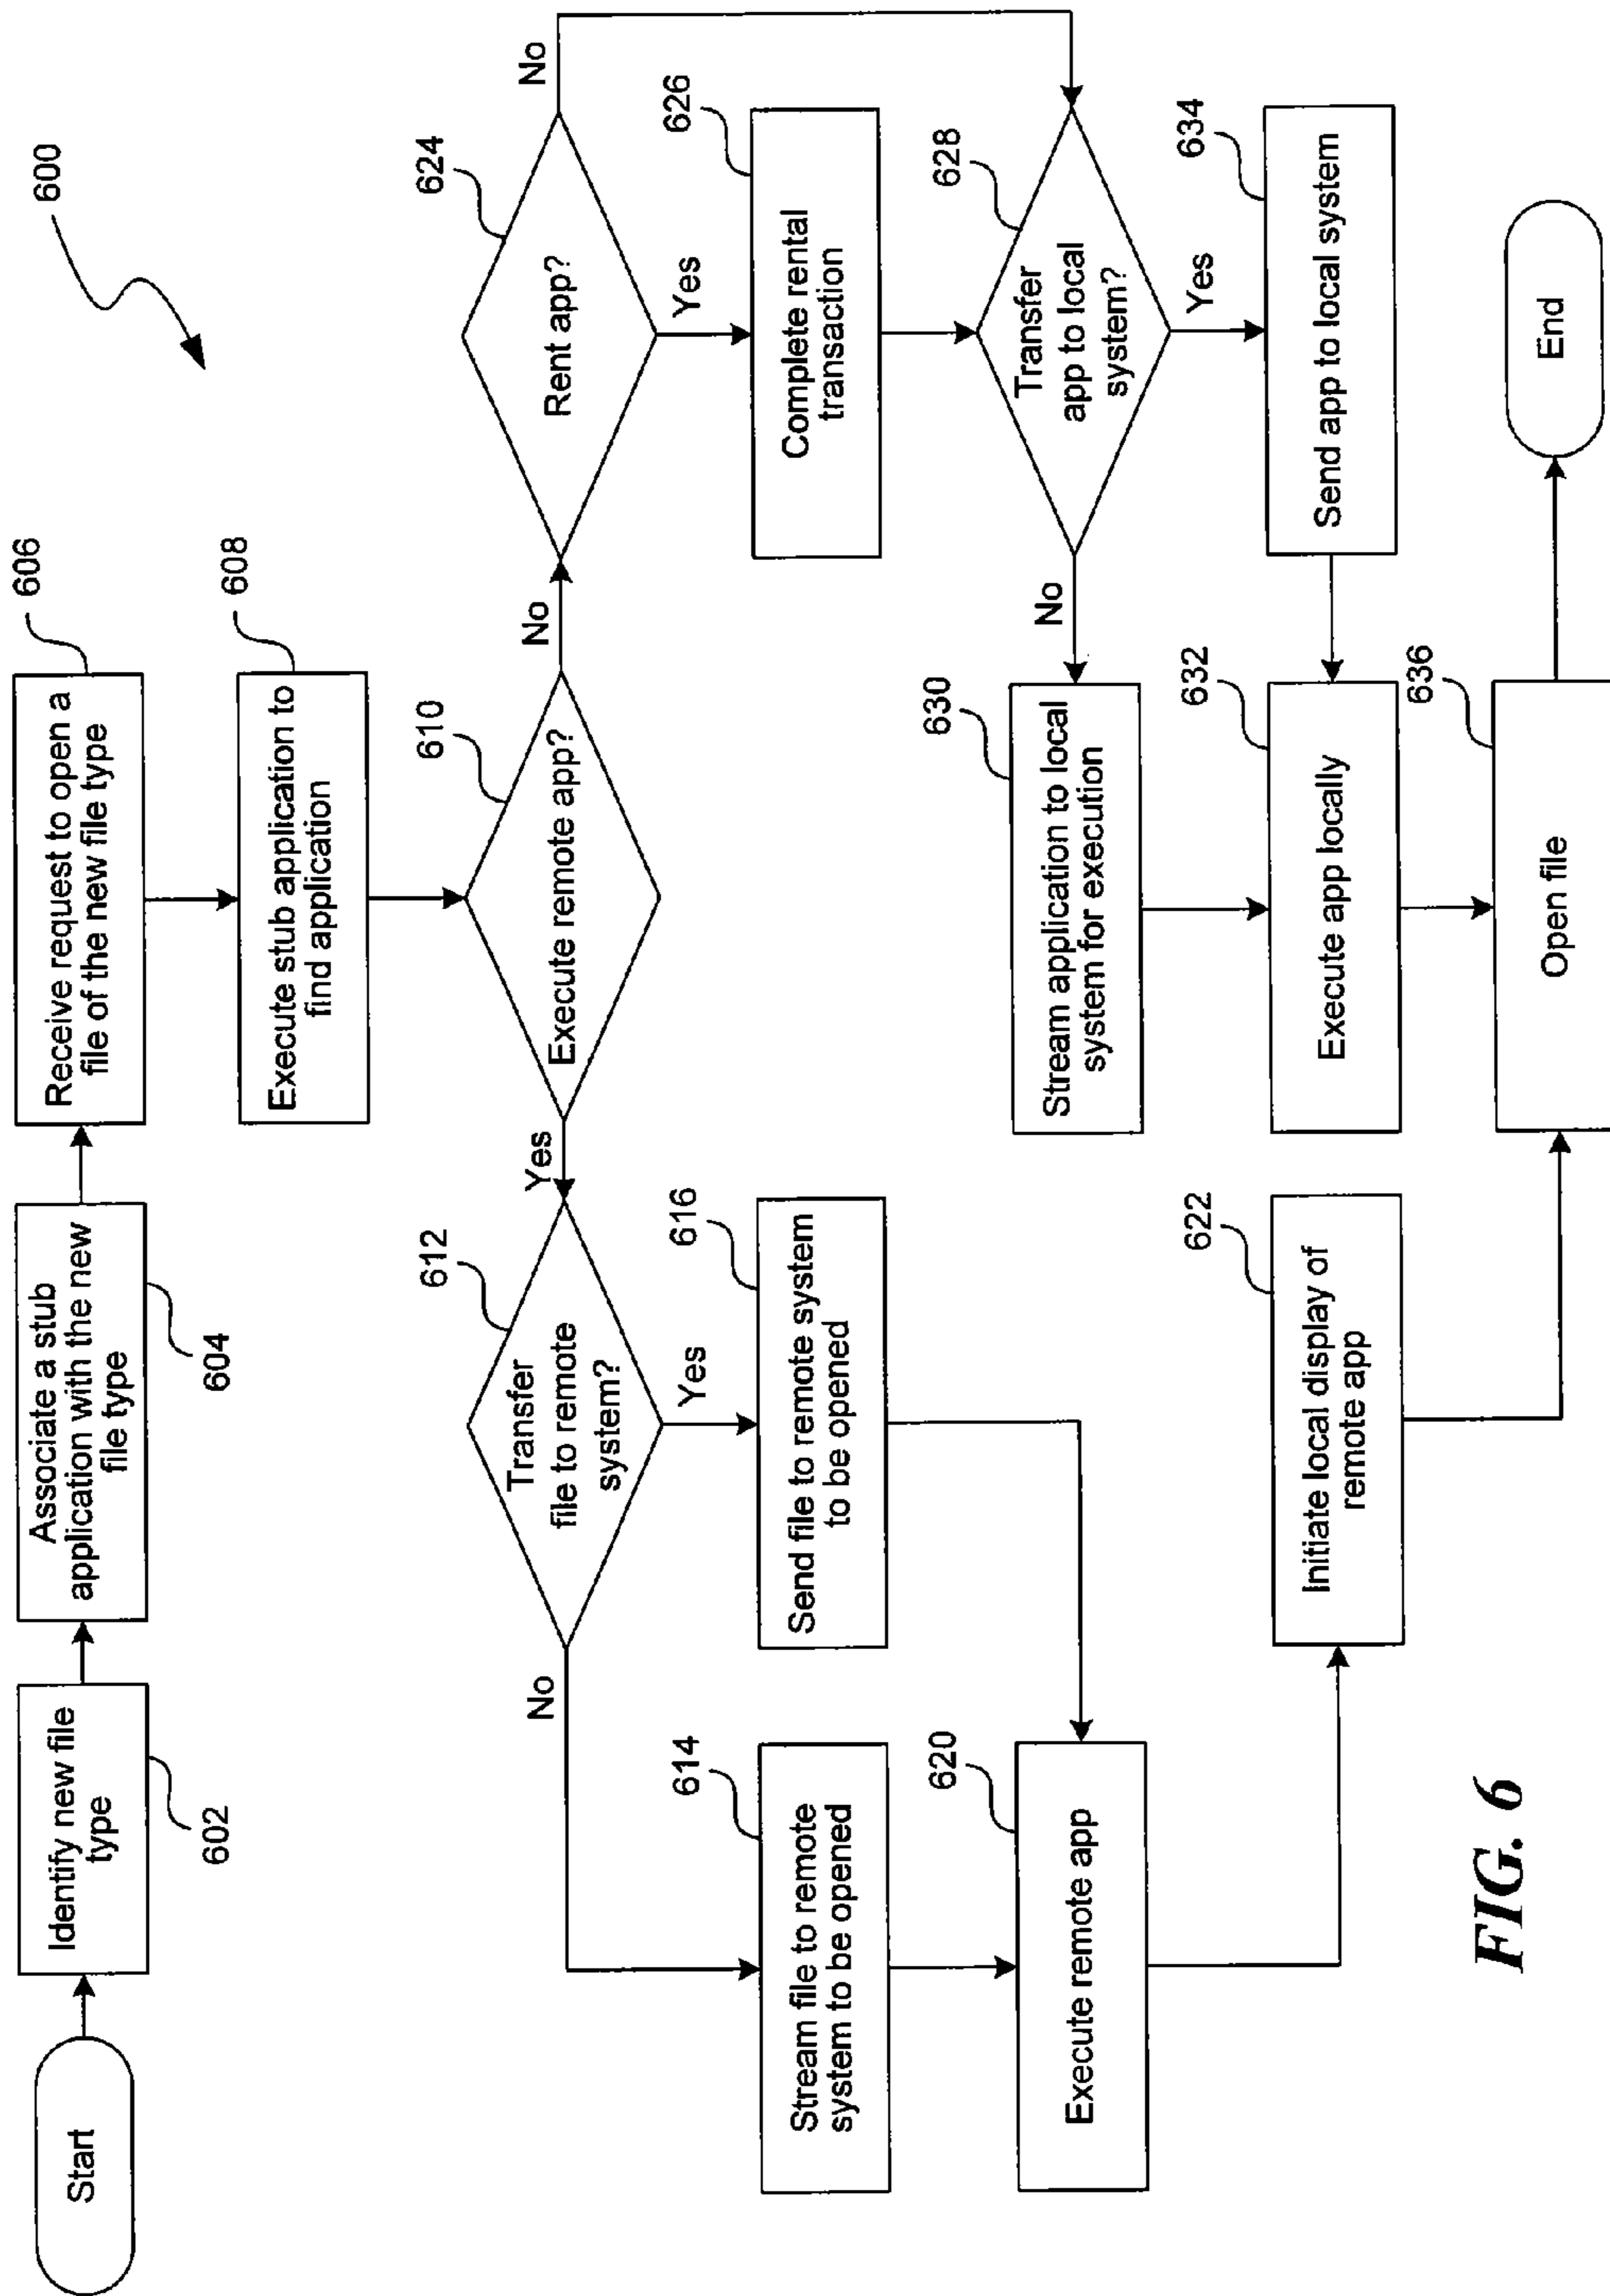 600
Start
Identify new file
type
602
Associate a stub
application with the new
file type
604
Receive request to open a
file of the new file type
606
Execute stub application to
find application
608
Execute remote app?
610
Yes
No
Transfer
file to remote
system?
612
No
Yes
Stream file to remote
system to be opened
614
Send file to remote system
to be opened
616
Execute remote app
620
Initiate local display of
remote app
622
Rent app?
624
No
Yes
Complete rental
transaction
626
Transfer
app to local
system?
628
No
Yes
Stream application to local
system for execution
630
Send app to local system
634
Execute app locally
632
Open file
636
End
FIG. 6